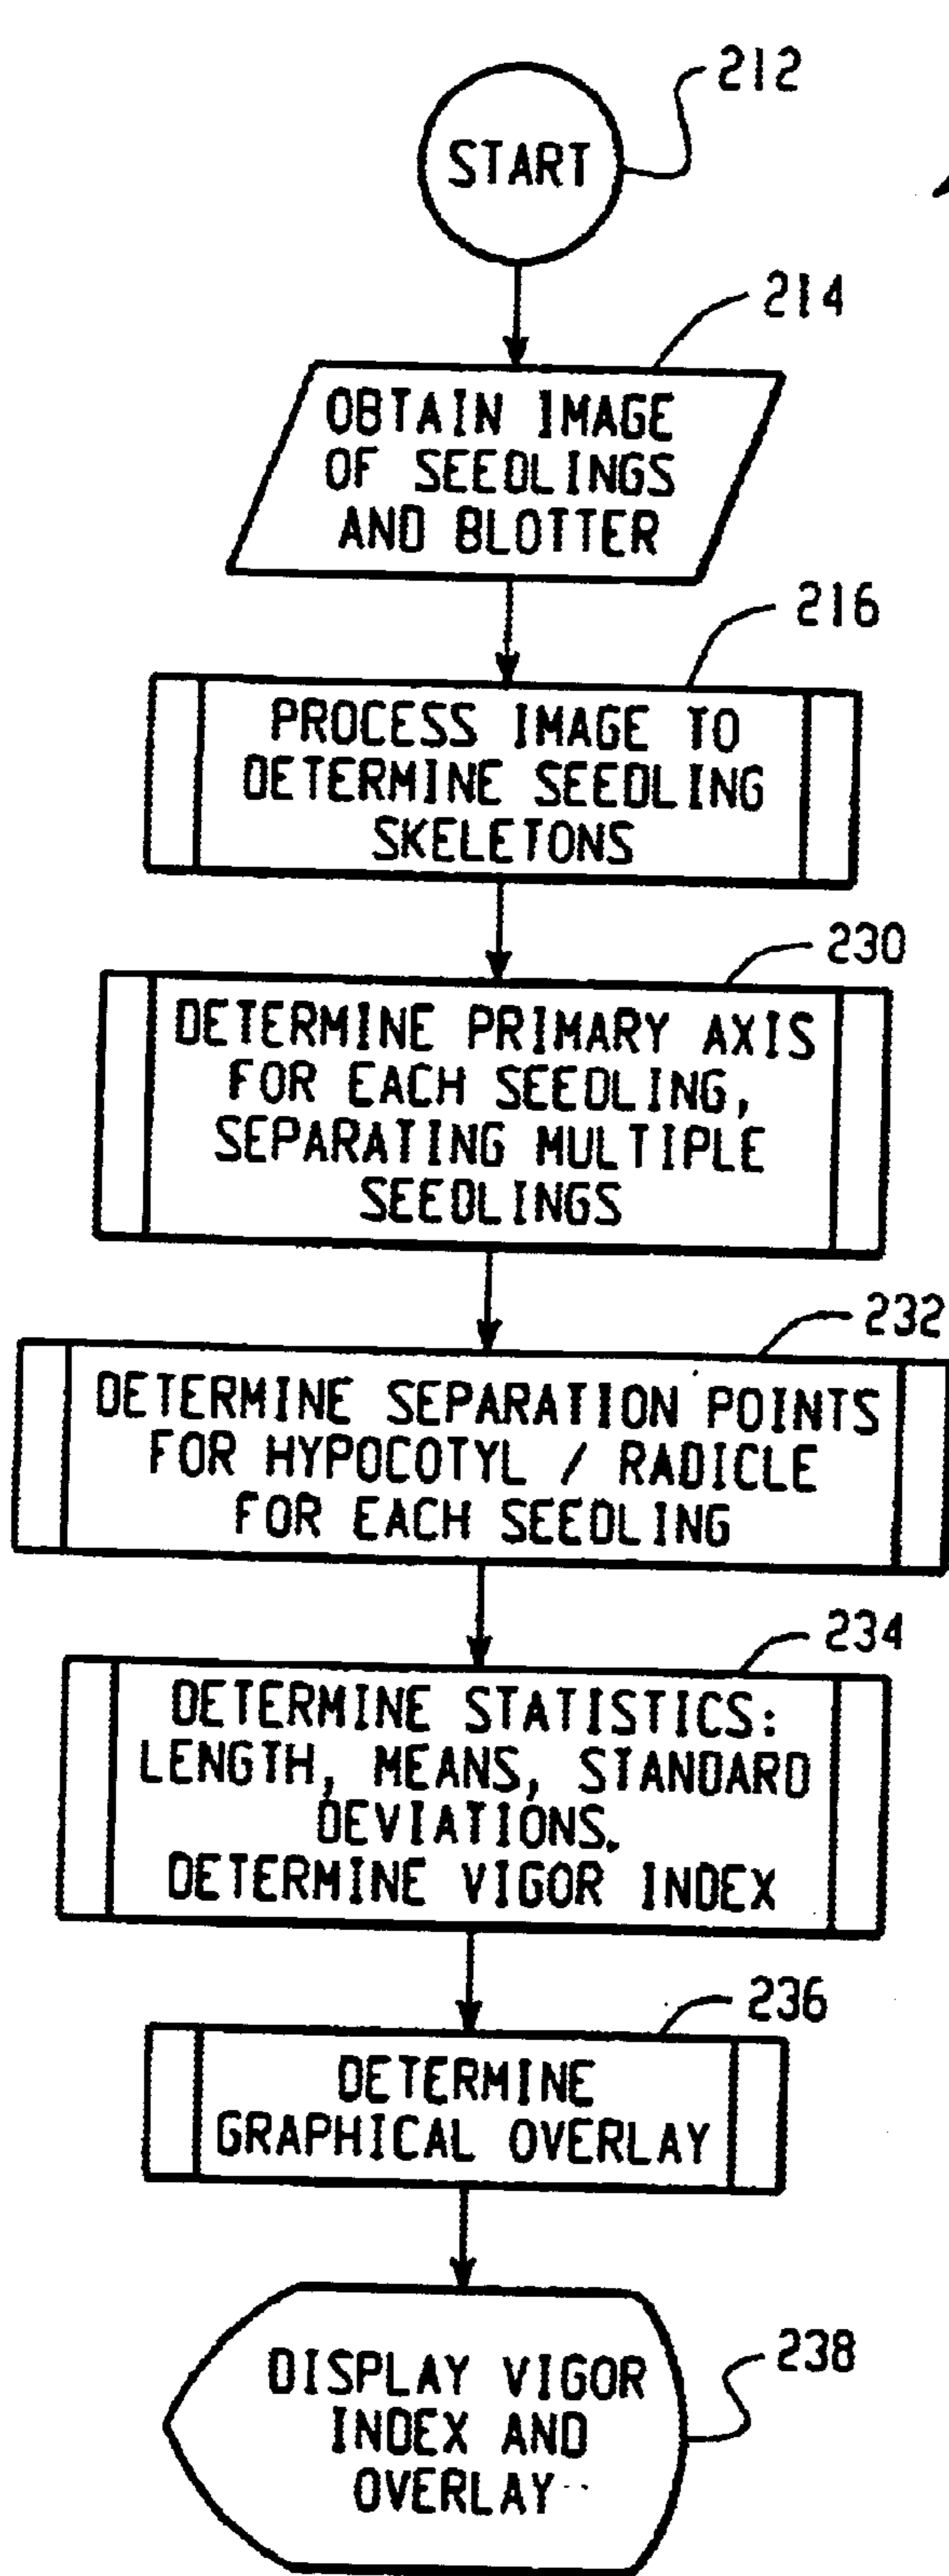 212
START
214
OBTAIN IMAGE
OF SEEDLINGS
AND BLOTTER
216
PROCESS IMAGE TO
DETERMINE SEEDLING
SKELETONS
230
DETERMINE PRIMARY AXIS
FOR EACH SEEDLING,
SEPARATING MULTIPLE
SEEDLINGS
232
DETERMINE SEPARATION POINTS
FOR HYPOCOTYL / RADICLE
FOR EACH SEEDLING
234
DETERMINE STATISTICS:
LENGTH, MEANS, STANDARD
DEVIATIONS.
DETERMINE VIGOR INDEX
236
DETERMINE
GRAPHICAL OVERLAY
238
DISPLAY VIGOR
INDEX AND
OVERLAY